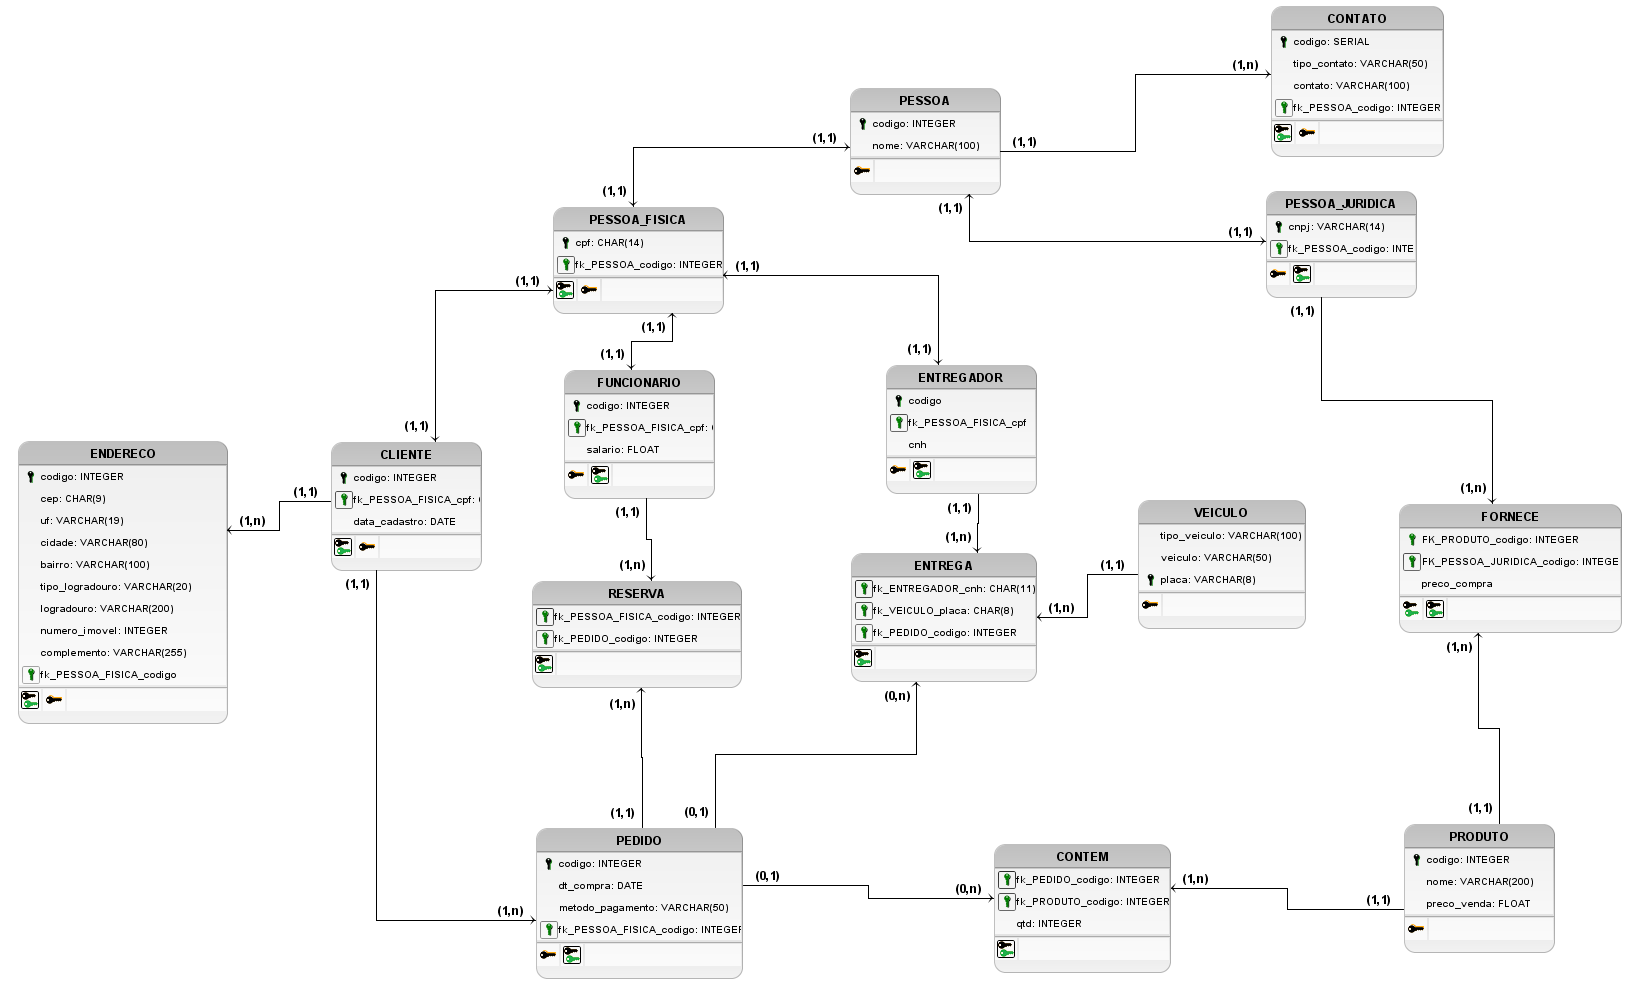 CONTATO
codigo: SERIAL
tipo_contato: VARCHAR(50)
contato: VARCHAR(100)
fk_PESSOA_codigo: INTEGER
(1,n)
PESSOA
codigo: INTEGER
nome: VARCHAR(100)
(1,1)
(1,1)
(1,1)
(1,1)
PESSOA_JURIDICA
cnpj: VARCHAR(14)
fk_PESSOA_codigo: INTE
(1,1)
(1,1)
PESSOA_FISICA
cpf: CHAR(14)
fk_PESSOA_codigo: INTEGER
(1,1)
(1,1)
(1,1)
(1,1)
(1,1)
(1,1)
FUNCIONARIO
codigo: INTEGER
fk_PESSOA_FISICA_cpf:
salario: FLOAT
(1,1)
ENTREGADOR
codigo
fk_PESSOA_FISICA_cpf
cnh
(1,1)
ENDERECO
codigo: INTEGER
cep: CHAR(9)
uf: VARCHAR(19)
cidade: VARCHAR(80)
bairro: VARCHAR(100)
tipo_logradouro: VARCHAR(20)
logradouro: VARCHAR(200)
numero_imovel: INTEGER
complemento: VARCHAR(255)
fk_PESSOA_FISICA_codigo
(1,n)
(1,1)
CLIENTE
codigo: INTEGER
fk_PESSOA_FISICA_cpf:
data_cadastro: DATE
(1,1)
(1,n)
RESERVA
fk_PESSOA_FISICA_codigo: INTEGER
fk_PEDIDO_codigo: INTEGER
(1,n)
(1,n)
ENTREGA
fk_ENTREGADOR_cnh: CHAR(11)
fk_VEICULO_placa: CHAR(8)
fk_PEDIDO_codigo: INTEGER
(0,n)
(1,n)
(1,1)
VEICULO
tipo_veiculo: VARCHAR(100)
veiculo: VARCHAR(50)
placa: VARCHAR(8)
(1,n)
FORNECE
FK_PRODUTO_codigo: INTEGER
FK_PESSOA_JURIDICA_codigo: INTEGE
preco_compra
(1,n)
(1,1)
(0,1)
(1,n)
PEDIDO
codigo: INTEGER
dt_compra: DATE
metodo_pagamento: VARCHAR(50)
fk_PESSOA_FISICA_codigo: INTEGER
(0,1)
(0,n)
CONTEM
fk_PEDIDO_codigo: INTEGER
fk_PRODUTO_codigo: INTEGER
qtd: INTEGER
(1,n)
(1,1)
(1,1)
PRODUTO
codigo: INTEGER
nome: VARCHAR(200)
preco_venda: FLOAT